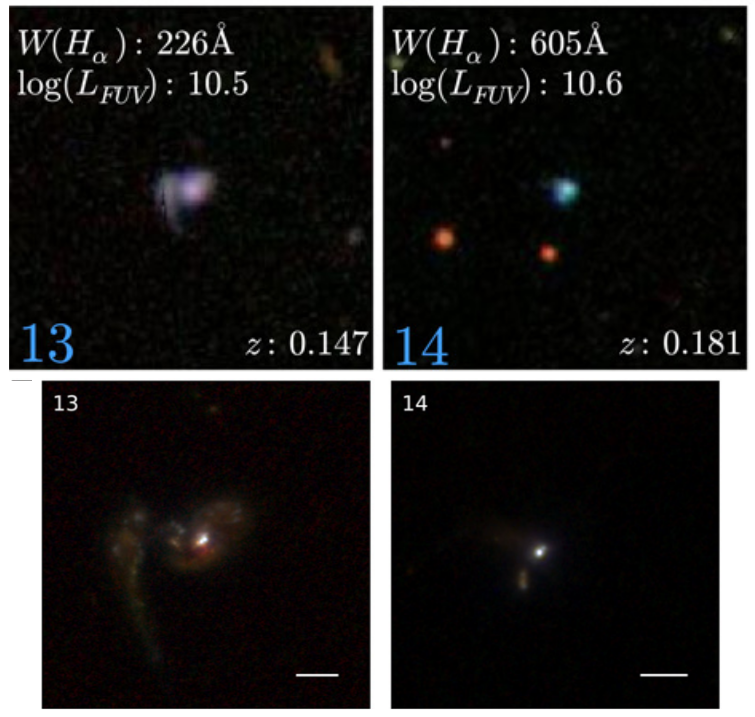 W(Hα): 226Å
log(L_FUV): 10.5
13
z: 0.147
W(Hα): 605Å
log(L_FUV): 10.6
14
z: 0.181
13
14